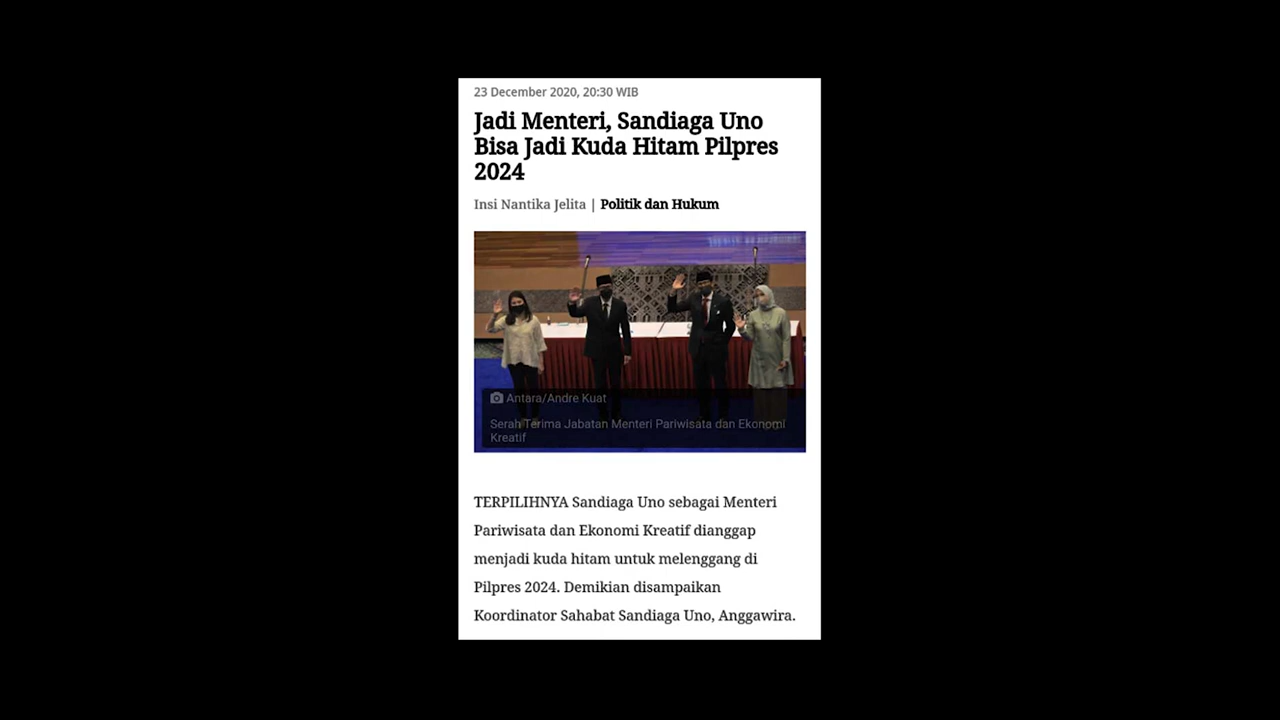 23 December 2020, 20:30 WIB
Jadi Menteri, Sandiaga Uno
Bisa Jadi Kuda Hitam Pilpres
2024
Insi Nantika Jelita | Politik dan Hukum
Antara/Andre Kuat
Serah Terima Jabatan Menteri Pariwisata dan Ekonomi
Kreatif
TERPILIHNYA Sandiaga Uno sebagai Menteri
Pariwisata dan Ekonomi Kreatif dianggap
menjadi kuda hitam untuk melenggang di
Pilpres 2024. Demikian disampaikan
Koordinator Sahabat Sandiaga Uno, Anggawira.